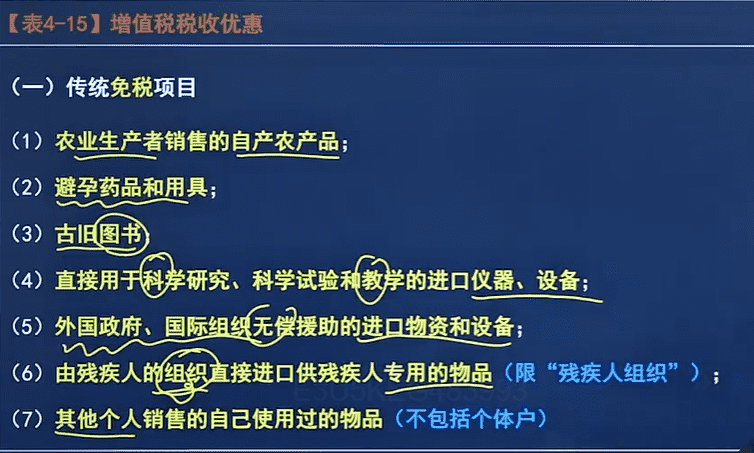 【表4-15】增值税税收优惠
（一）传统免税项目
（1）农业生产者销售的自产农产品；
（2）避孕药品和用具；
（3）古旧图书；
（4）直接用于科学研究、科学试验和教学的进口仪器、设备；
（5）外国政府、国际组织无偿援助的进口物资和设备；
（6）由残疾人的组织直接进口供残疾人专用的物品（限“残疾人组织”）；
（7）其他个人销售的自己使用过的物品（不包括个体户）